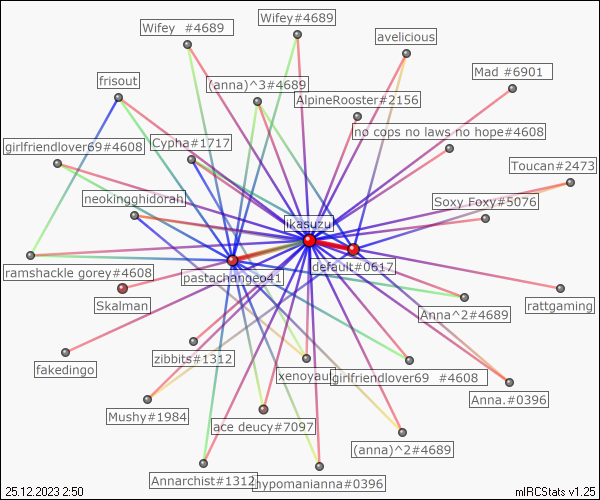 Wifey #4689
Wifey#4689
avelicious
Mad #6901
frisout
(anna)^3#4689
AlpineRooster#2156
no cops no laws no hope#4608
girlfriendlover69#4608
Cypha#1717
Toucan#2473
neokingghidorah
Soxy Foxy#5076
ikasuzu
ramshackle gorey#4608
pastachangeo41
default#0617
Skalman
rattgaming
Anna^2#4689
zibbits#1312
fakedingo
girlfriendlover69 #4608
Anna.#0396
Mushy#1984
ace deucy#7097
(anna)^2#4689
Annarchist#1312
hypomanianna#0396
25.12.2023 2:50
mIRCStats v1.25